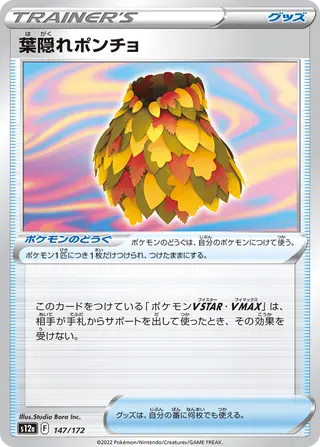 TRAINER'S
グッズ
はがく
葉隠れポンチョ
ポケモンのどうぐ
ポケモンのどうぐは、自分のポケモンにつけて使う。
ポケモン1匹につき1枚だけつけられ、つけたままにする。
このカードをつけている「ポケモンVSTAR・VMAX」は、
相手が手札からサポートを出して使ったとき、その効果を
受けない。
Illus.Studio Bora Inc.
s12a F 147/172
グッズは、自分の番に何枚でも使える。
©2022 Pokémon/Nintendo/Creatures/GAME FREAK.